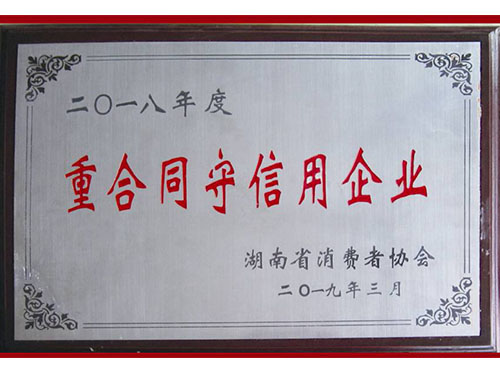 二〇一八年度
重合同守信用企业
湖南省消费者协会
二〇一九年三月